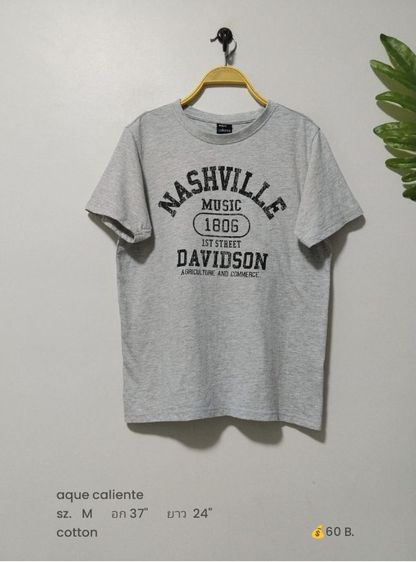 NASHVILLE
MUSIC
1806
1ST STREET
DAVIDSON
AGRICULTURE AND COMMERCE.
aque caliente
sz. M อก 37" ยาว 24"
cotton 💰60 B.